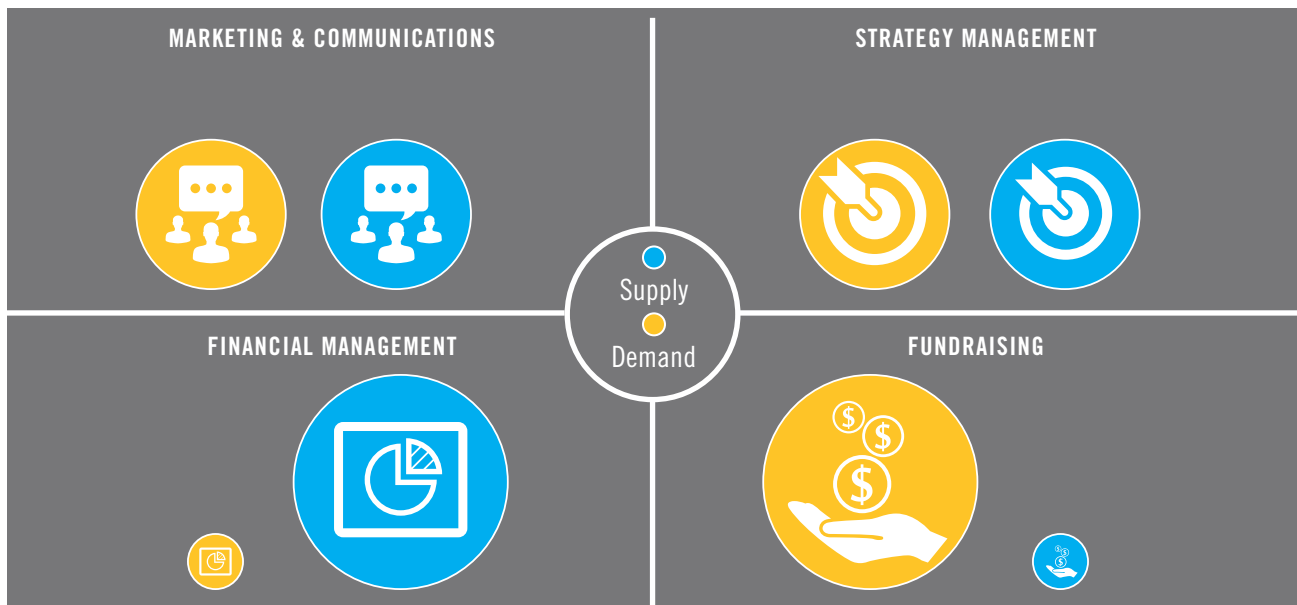 MARKETING & COMMUNICATIONS
STRATEGY MANAGEMENT
Supply
Demand
FINANCIAL MANAGEMENT
FUNDRAISING
$
$
$
$
$
$